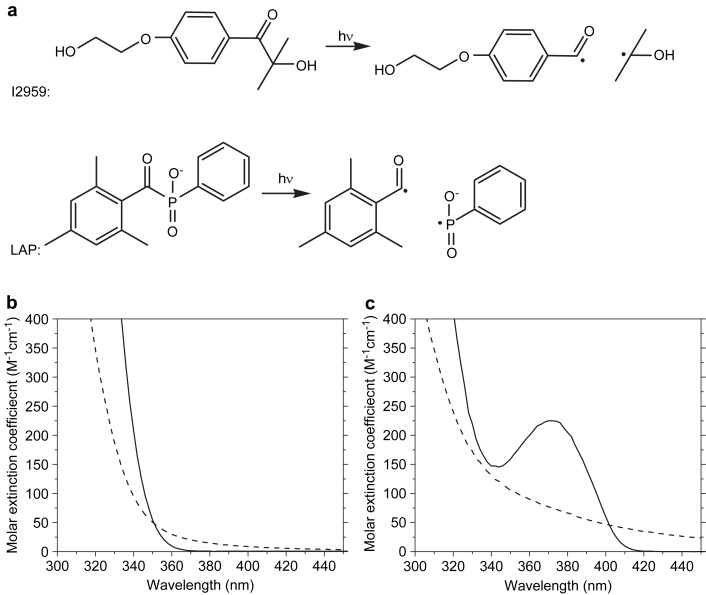 a
O
hν
O
HO
O
OH
HO
O
OH
I2959:
O
O-
P
O
hν
O
O-
P
O
LAP:
b
c
Molar extinction coefficiecnt (M-1cm-1)
400
350
300
250
200
150
100
50
0
300 320 340 360 380 400 420 440
Wavelength (nm)
Molar extinction coefficiecnt (M-1cm-1)
400
350
300
250
200
150
100
50
0
300 320 340 360 380 400 420 440
Wavelength (nm)